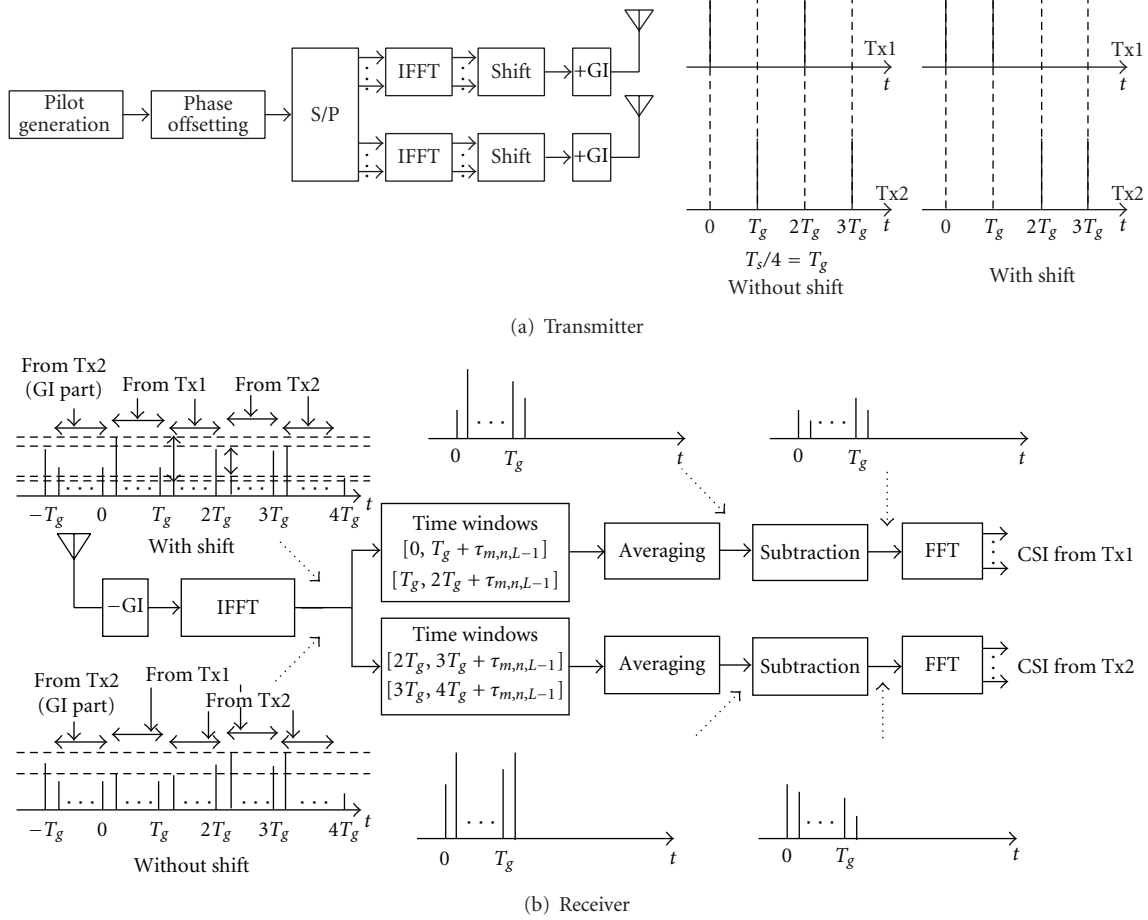 Pilot
generation
Phase
offsetting
S/P
IFFT
Shift
+GI
IFFT
Shift
+GI
Tx1
t
Tx2
0 T_g 2T_g 3T_g t
T_s/4 = T_g
Without shift
Tx1
t
Tx2
0 T_g 2T_g 3T_g t
With shift
(a) Transmitter
From Tx2
(GI part)
From Tx1
From Tx2
−T_g 0 T_g 2T_g 3T_g 4T_g t
With shift
0 T_g t
0 T_g t
−GI
IFFT
Time windows
[0, T_g + τ_{m,n,L−1}]
[T_g, 2T_g + τ_{m,n,L−1}]
Averaging
Subtraction
FFT
CSI from Tx1
Time windows
[2T_g, 3T_g + τ_{m,n,L−1}]
[3T_g, 4T_g + τ_{m,n,L−1}]
Averaging
Subtraction
FFT
CSI from Tx2
From Tx2
(GI part)
From Tx1
From Tx2
−T_g 0 T_g 2T_g 3T_g 4T_g t
Without shift
0 T_g t
0 T_g t
(b) Receiver